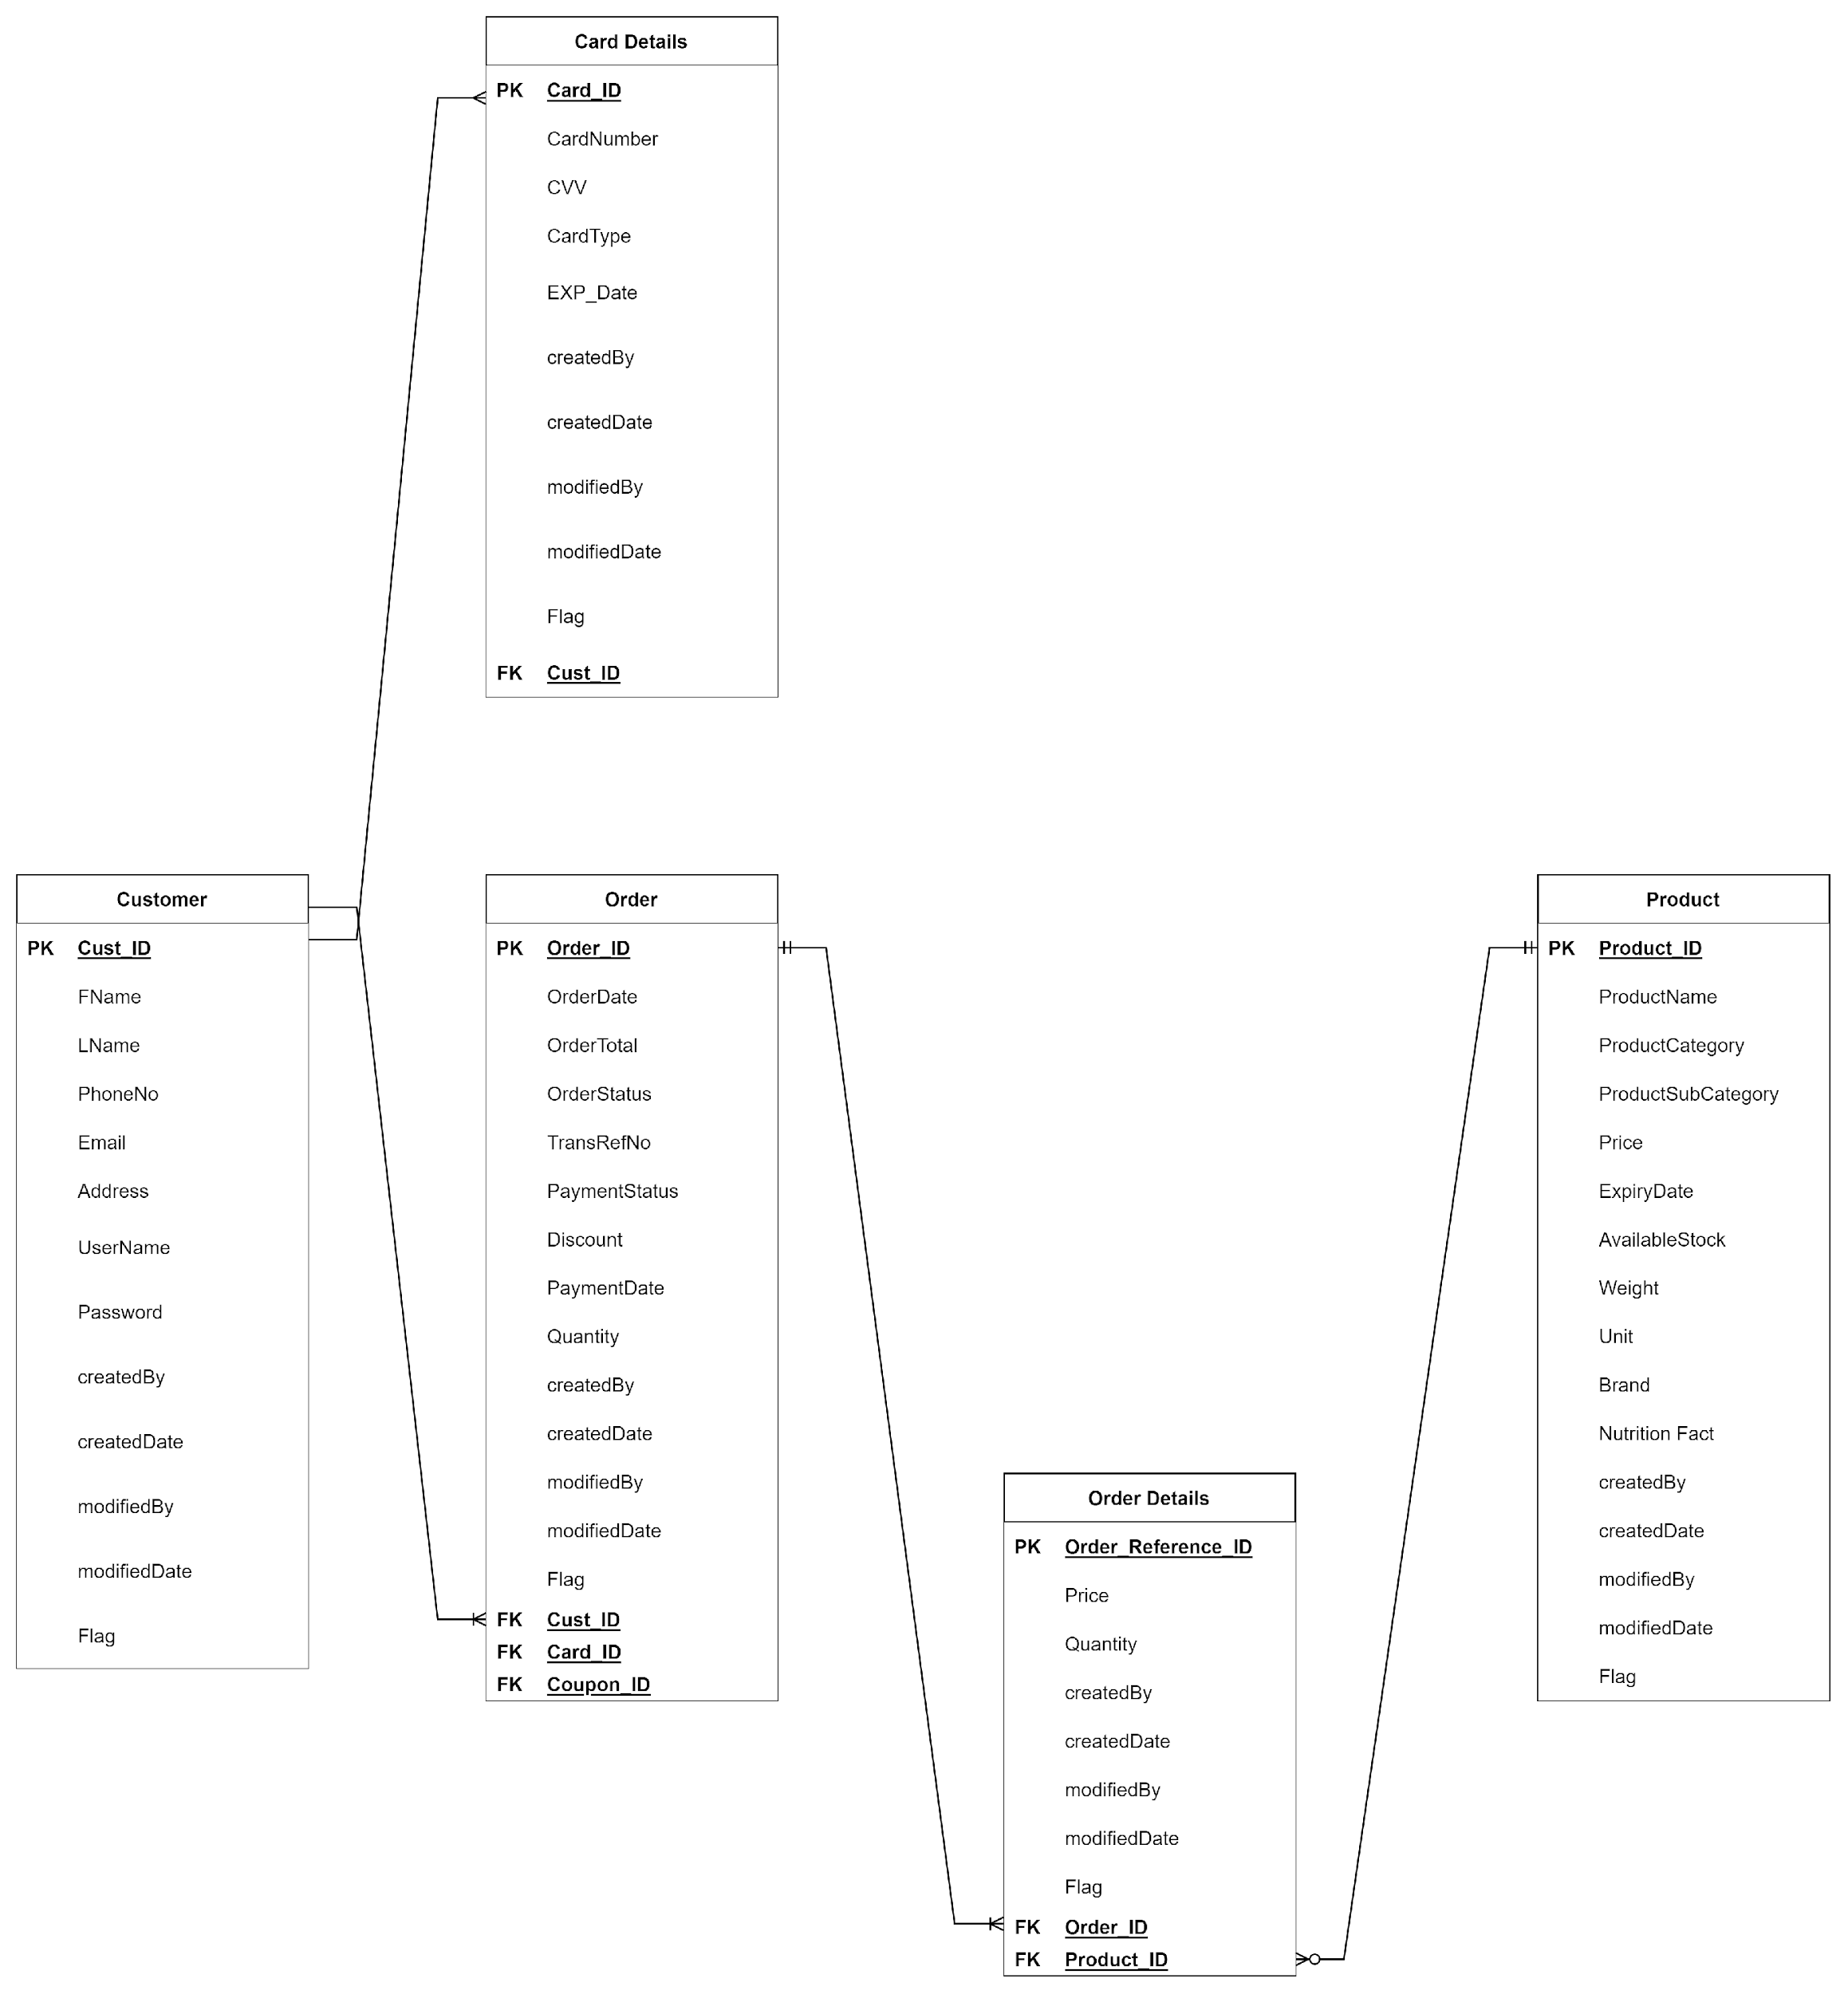 Card Details
PK Card_ID
CardNumber
CVV
CardType
EXP_Date
createdBy
createdDate
modifiedBy
modifiedDate
Flag
FK Cust_ID
Customer
PK Cust_ID
FName
LName
PhoneNo
Email
Address
UserName
Password
createdBy
createdDate
modifiedBy
modifiedDate
Flag
Order
PK Order_ID
OrderDate
OrderTotal
OrderStatus
TransRefNo
PaymentStatus
Discount
PaymentDate
Quantity
createdBy
createdDate
modifiedBy
modifiedDate
Flag
FK Cust_ID
FK Card_ID
FK Coupon_ID
Order Details
PK Order_Reference_ID
Price
Quantity
createdBy
createdDate
modifiedBy
modifiedDate
Flag
FK Order_ID
FK Product_ID
Product
PK Product_ID
ProductName
ProductCategory
ProductSubCategory
Price
ExpiryDate
AvailableStock
Weight
Unit
Brand
Nutrition Fact
createdBy
createdDate
modifiedBy
modifiedDate
Flag